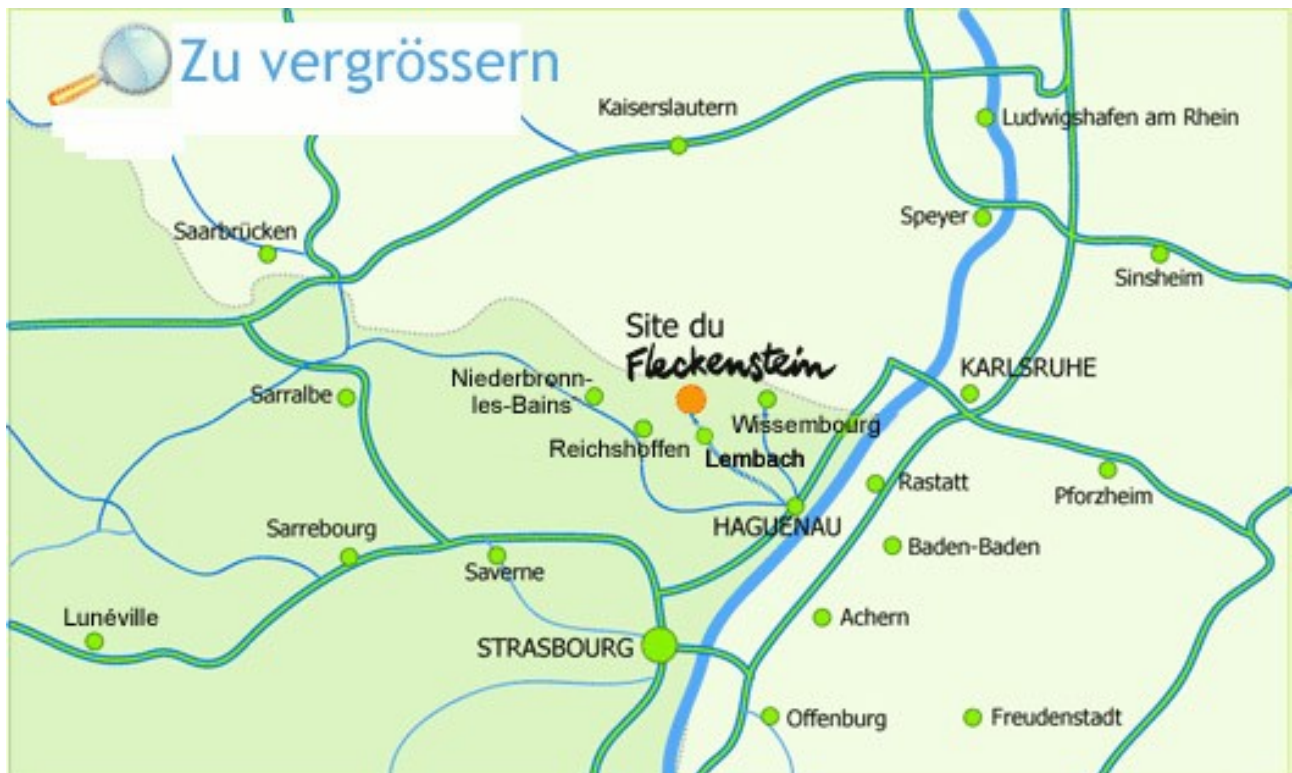 Zu vergrössern
Kaiserslautern
Ludwigshafen am Rhein
Saarbrücken
Speyer
Sinsheim
Site du
Fleckenstein
KARLSRUHE
Niederbronn-
les-Bains
Sarralbe
Wissembourg
Reichshoffen
Lembach
Rastatt
Pforzheim
HAGUENAU
Sarrebourg
Baden-Baden
Saverne
Lunéville
Achern
STRASBOURG
Offenburg
Freudenstadt